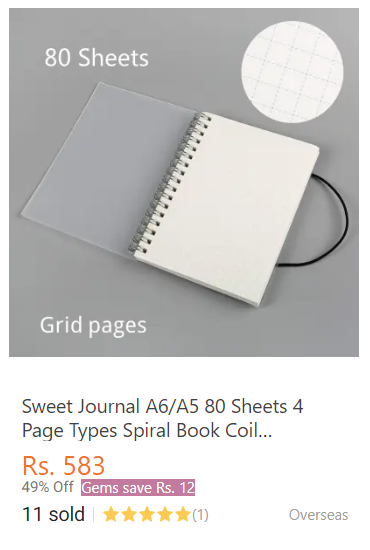 80 Sheets
Grid pages
Sweet Journal A6/A5 80 Sheets 4
Page Types Spiral Book Coil...
Rs. 583
49% Off Gems save Rs. 12
11 sold (1) Overseas